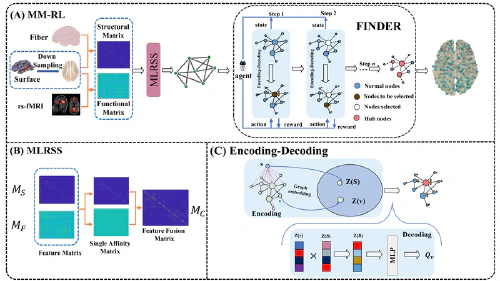 (A) MM-RL
Fiber
Down
Sampling
Surface
rs-fMRI
Structural
Matrix
Functional
Matrix
MLRSS
Step 1
Step 2
FINDER
state
state
agent
Encoding-Decoding
Encoding-Decoding
Step n
action
reward
action
reward
Normal nodes
Nodes to be selected
Nodes selected
Hub nodes
(B) MLRSS
M_S
M_F
M_C
Feature Matrix
Single Affinity
Matrix
Feature Fusion
Matrix
(C) Encoding-Decoding
S
Z(S)
Graph
embedding
Z(v)
Encoding
Decoding
Z(v)
Z(S)
MLP
Q_v